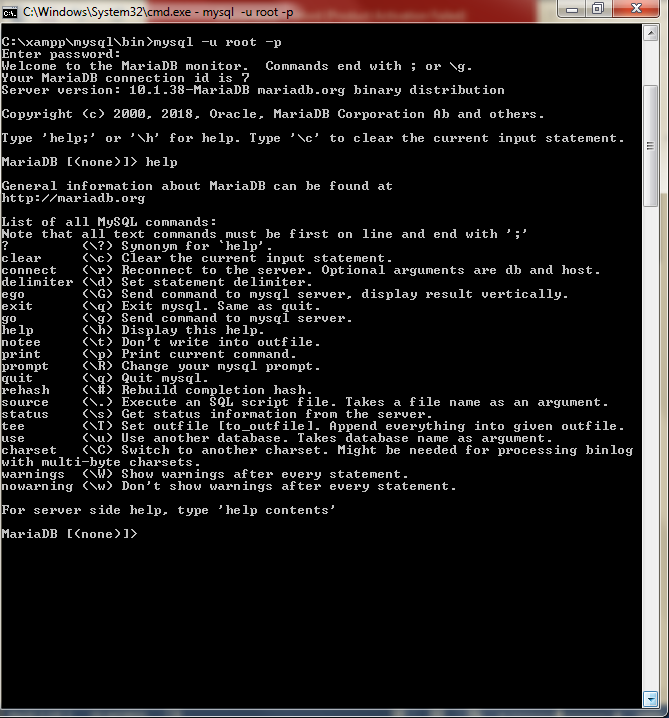 C:\Windows\System32\cmd.exe - mysql -u root -p
C:\xampp\mysql\bin>mysql -u root -p
Enter password:
Welcome to the MariaDB monitor.  Commands end with ; or \g.
Your MariaDB connection id is 7
Server version: 10.1.38-MariaDB mariadb.org binary distribution
Copyright (c) 2000, 2018, Oracle, MariaDB Corporation Ab and others.
Type 'help;' or '\h' for help. Type '\c' to clear the current input statement.
MariaDB [(none)]> help
General information about MariaDB can be found at
http://mariadb.org
List of all MySQL commands:
Note that all text commands must be first on line and end with ';'
?         (\?) Synonym for `help'.
clear     (\c) Clear the current input statement.
connect   (\r) Reconnect to the server. Optional arguments are db and host.
delimiter (\d) Set statement delimiter.
ego       (\G) Send command to mysql server, display result vertically.
exit      (\q) Exit mysql. Same as quit.
go        (\g) Send command to mysql server.
help      (\h) Display this help.
notee     (\t) Don't write into outfile.
print     (\p) Print current command.
prompt    (\R) Change your mysql prompt.
quit      (\q) Quit mysql.
rehash    (\#) Rebuild completion hash.
source    (\.) Execute an SQL script file. Takes a file name as an argument.
status    (\s) Get status information from the server.
tee       (\T) Set outfile [to_outfile]. Append everything into given outfile.
use       (\u) Use another database. Takes database name as argument.
charset   (\C) Switch to another charset. Might be needed for processing binlog
with multi-byte charsets.
warnings  (\W) Show warnings after every statement.
nowarning (\w) Don't show warnings after every statement.
For server side help, type 'help contents'
MariaDB [(none)]>